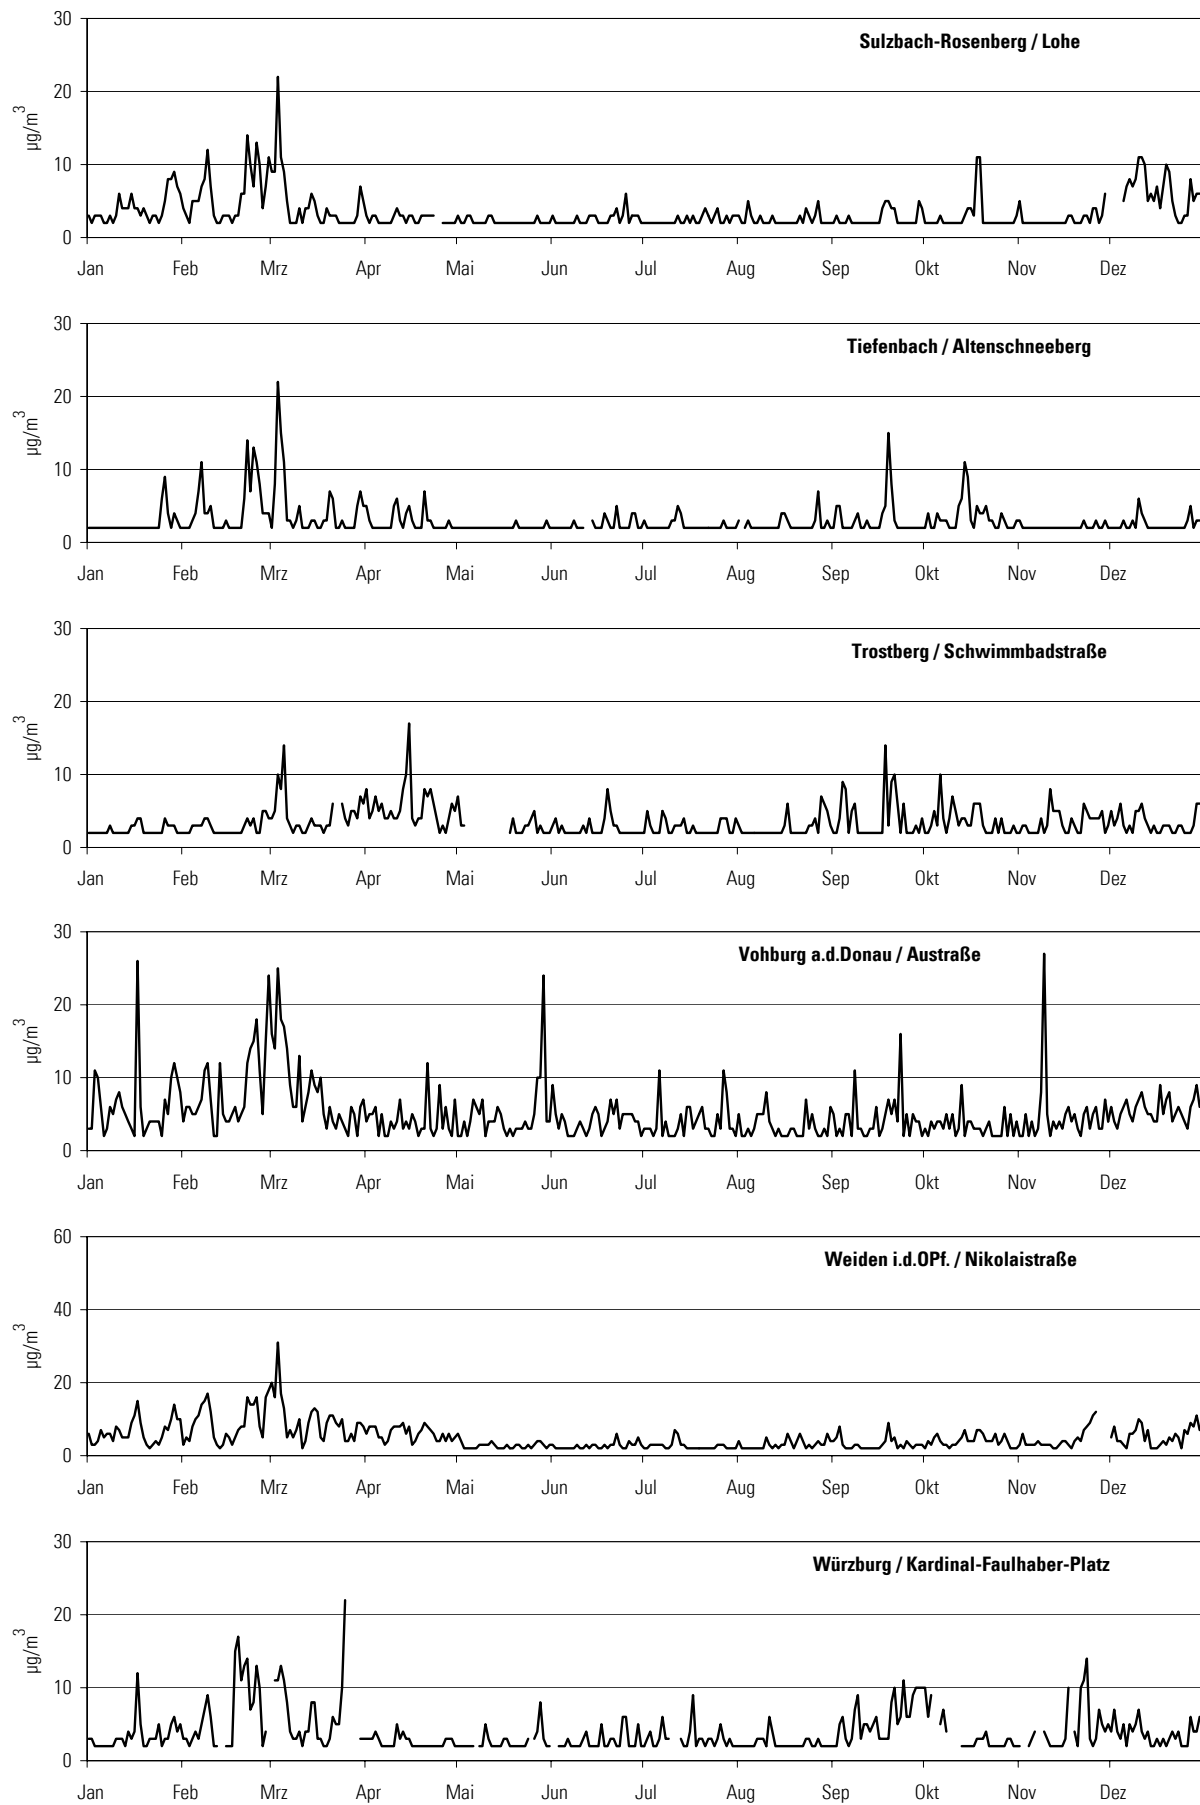 30
Sulzbach-Rosenberg / Lohe
20
µg/m³
10
0
Jan Feb Mrz Apr Mai Jun Jul Aug Sep Okt Nov Dez
30
Tiefenbach / Altenschneeberg
20
µg/m³
10
0
Jan Feb Mrz Apr Mai Jun Jul Aug Sep Okt Nov Dez
30
Trostberg / Schwimmbadstraße
20
µg/m³
10
0
Jan Feb Mrz Apr Mai Jun Jul Aug Sep Okt Nov Dez
30
Vohburg a.d.Donau / Austraße
20
µg/m³
10
0
Jan Feb Mrz Apr Mai Jun Jul Aug Sep Okt Nov Dez
60
Weiden i.d.OPf. / Nikolaistraße
40
µg/m³
20
0
Jan Feb Mrz Apr Mai Jun Jul Aug Sep Okt Nov Dez
30
Würzburg / Kardinal-Faulhaber-Platz
20
µg/m³
10
0
Jan Feb Mrz Apr Mai Jun Jul Aug Sep Okt Nov Dez